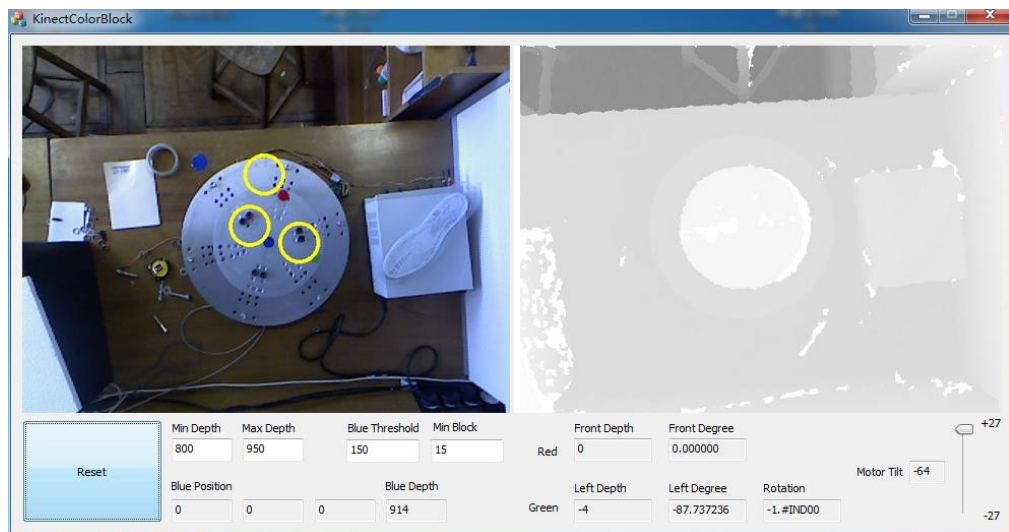 KinectColorBlock
Min Depth Max Depth Blue Threshold Min Block Front Depth Front Degree +27
800 950 150 15 Red 0 0.000000
Reset Motor Tilt -64
Blue Position Blue Depth Left Depth Left Degree Rotation
0 0 0 914 Green -4 -87.737236 -1.#IND00
-27